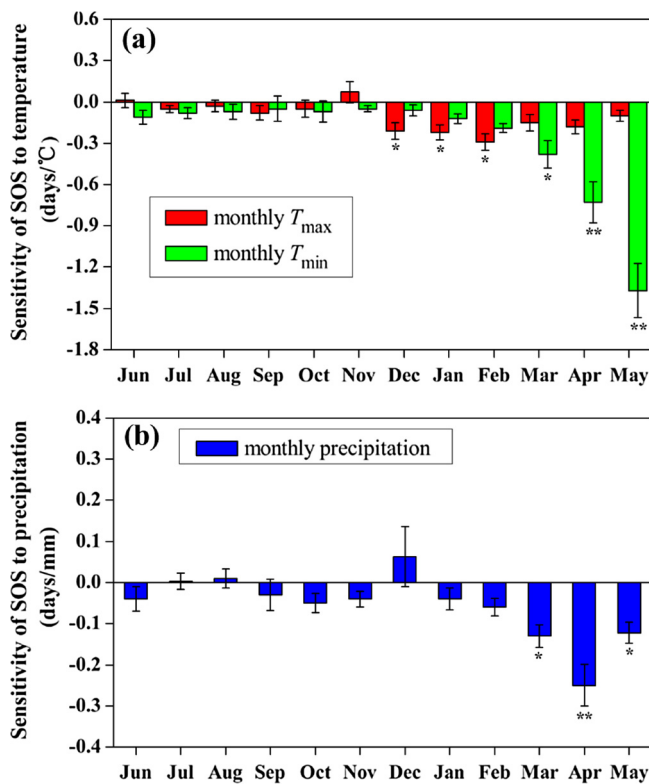 (a)
Sensitivity of SOS to temperature
(days/℃)
0.6
0.3
0.0
-0.3
-0.6
-0.9
-1.2
-1.5
-1.8
monthly Tmax
monthly Tmin
* * * * ** **
Jun Jul Aug Sep Oct Nov Dec Jan Feb Mar Apr May
(b)
Sensitivity of SOS to precipitation
(days/mm)
0.4
0.3
0.2
0.1
0.0
-0.1
-0.2
-0.3
-0.4
monthly precipitation
* ** *
Jun Jul Aug Sep Oct Nov Dec Jan Feb Mar Apr May